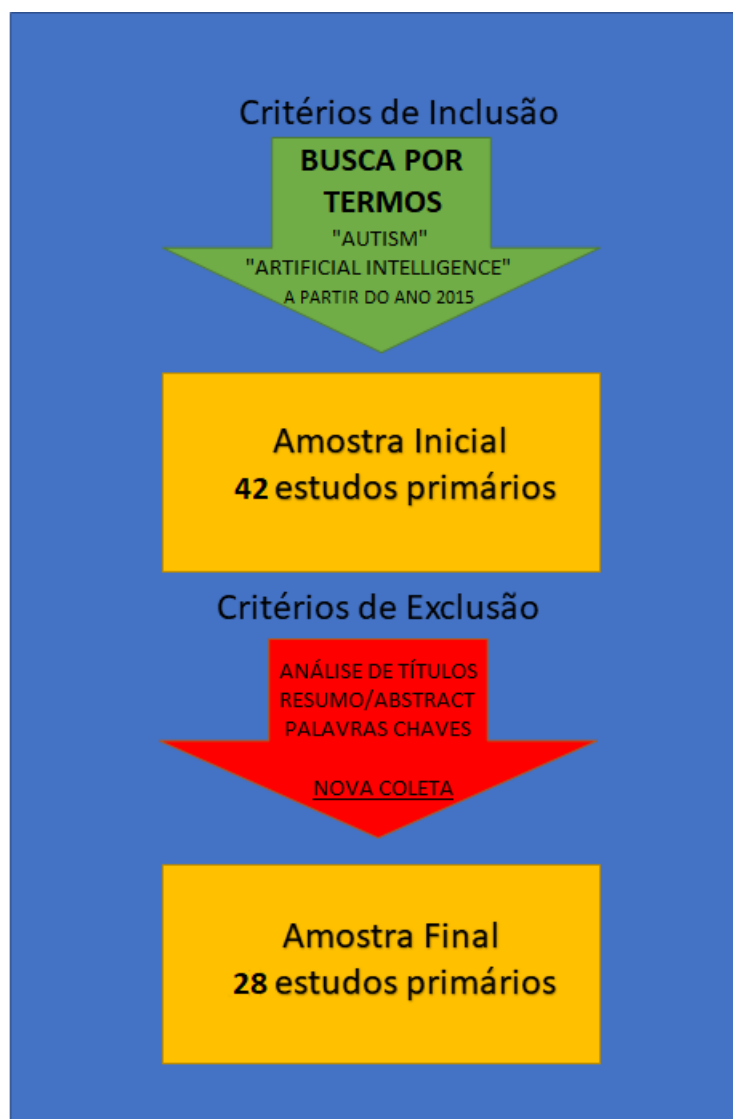 Critérios de Inclusão
BUSCA POR
TERMOS
"AUTISM"
"ARTIFICIAL INTELLIGENCE"
A PARTIR DO ANO 2015
Amostra Inicial
42 estudos primários
Critérios de Exclusão
ANÁLISE DE TÍTULOS
RESUMO/ABSTRACT
PALAVRAS CHAVES
NOVA COLETA
Amostra Final
28 estudos primários